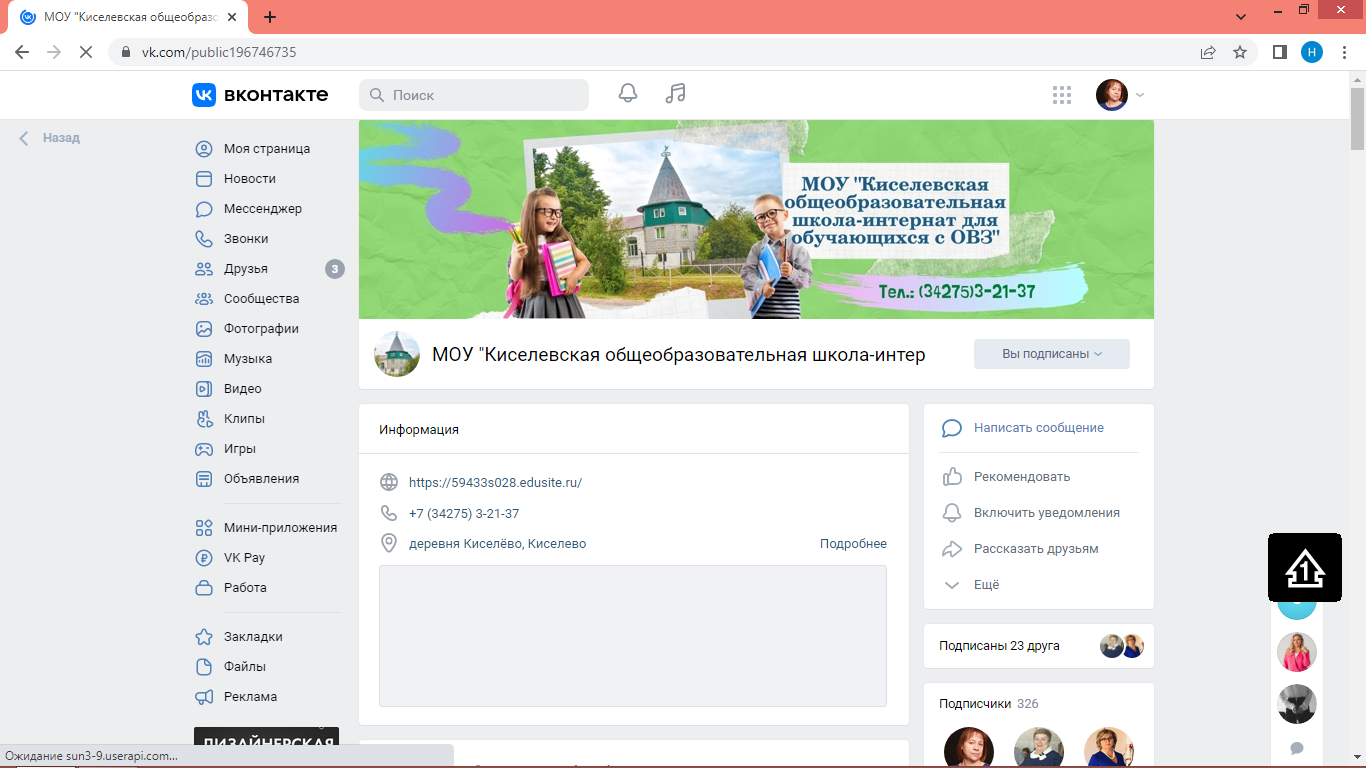 МОУ "Киселевская общеобразо
vk.com/public196746735
Н
вконтакте
Поиск
Назад
Моя страница
Новости
Мессенджер
Звонки
Друзья
3
Сообщества
Фотографии
Музыка
Видео
Клипы
Игры
Объявления
Мини-приложения
VK Pay
Работа
Закладки
Файлы
Реклама
ДИЗАЙНЕРСКАЯ
МОУ "Киселевская
общеобразовательная
школа-интернат для
обучающихся с ОВЗ"
Тел.: (34275)3-21-37
МОУ "Киселевская общеобразовательная школа-интер
Вы подписаны
Информация
https://59433s028.edusite.ru/
+7 (34275) 3-21-37
деревня Киселёво, Киселево
Подробнее
Написать сообщение
Рекомендовать
Включить уведомления
Рассказать друзьям
Ещё
Подписаны 23 друга
Подписчики 326
1
Ожидание sun3-9.userapi.com...